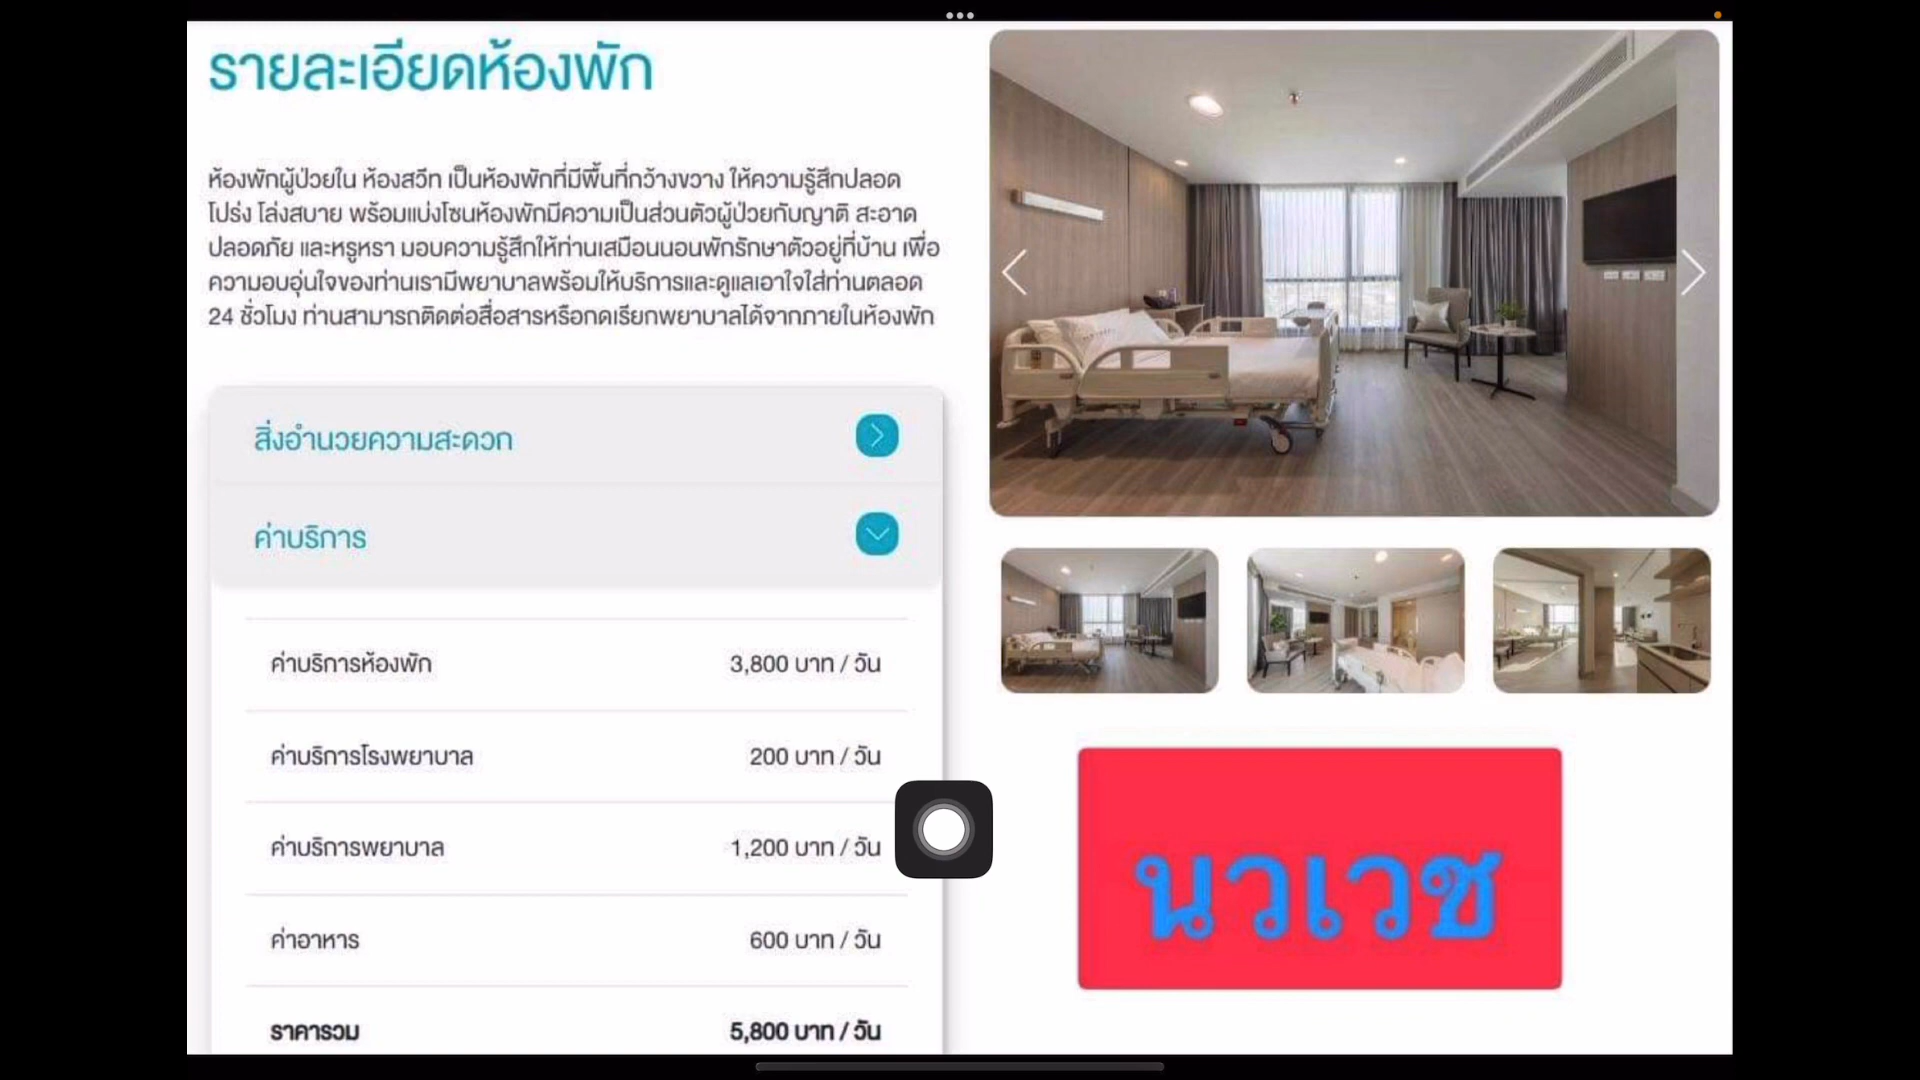 รายละเอียดห้องพัก
ห้องพักผู้ป่วยใน ห้องสวีท เป็นห้องพักที่มีพื้นที่กว้างขวาง ให้ความรู้สึกปลอด
โปร่ง โล่งสบาย พร้อมแบ่งโซนห้องพักมีความเป็นส่วนตัวผู้ป่วยกับญาติ สะอาด
ปลอดภัย และหรูหรา มอบความรู้สึกให้ท่านเสมือนนอนพักรักษาตัวอยู่ที่บ้าน เพื่อ
ความอบอุ่นใจของท่านเรามีพยาบาลพร้อมให้บริการและดูแลเอาใจใส่ท่านตลอด
24 ชั่วโมง ท่านสามารถติดต่อสื่อสารหรือกดเรียกพยาบาลได้จากภายในห้องพัก
สิ่งอำนวยความสะดวก
ค่าบริการ
ค่าบริการห้องพัก 3,800 บาท / วัน
ค่าบริการโรงพยาบาล 200 บาท / วัน
ค่าบริการพยาบาล 1,200 บาท / วัน
ค่าอาหาร 600 บาท / วัน
ราคารวม 5,800 บาท / วัน
นวเวช